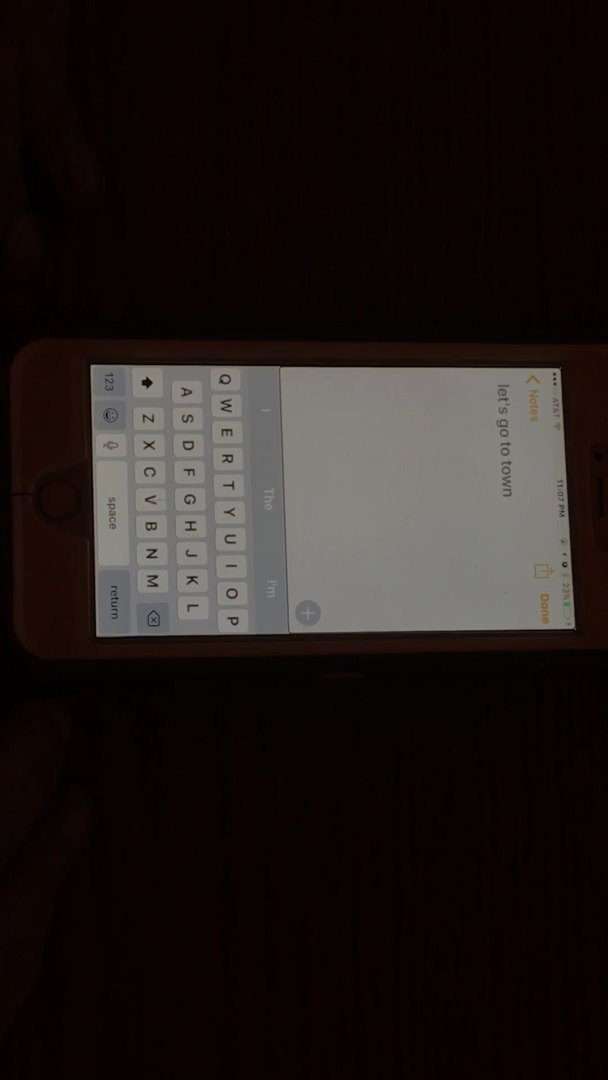 AT&T 11:07 PM 23%
Notes Done
let's go to town
I The I'm
Q W E R T Y U I O P
A S D F G H J K L
Z X C V B N M
123 space return